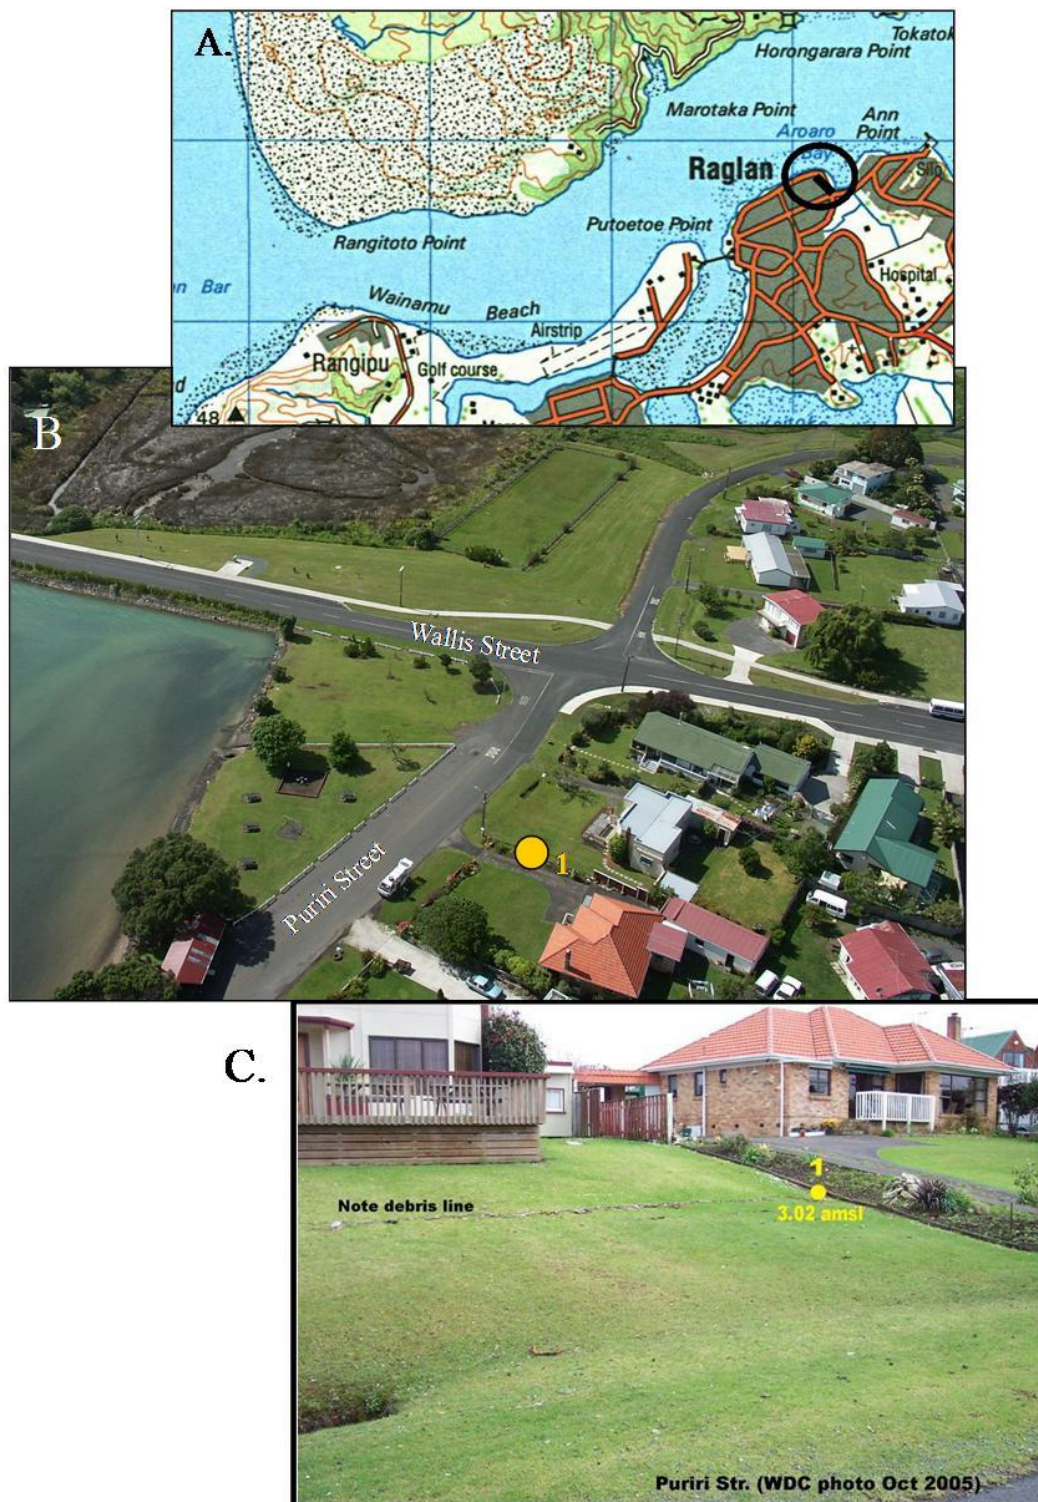 A.
Tokatok
Horongarara Point
Marotaka Point
Ann
Point
Aroaro
Bay
Raglan
Silo
Putoetoe Point
Rangitoto Point
Hospital
n Bar
Wainamu Beach
Airstrip
Rangipu
Golf course
48
B
Wallis Street
Puriri Street
1
C.
1
Note debris line
3.02 amsl
Puriri Str. (WDC photo Oct 2005)